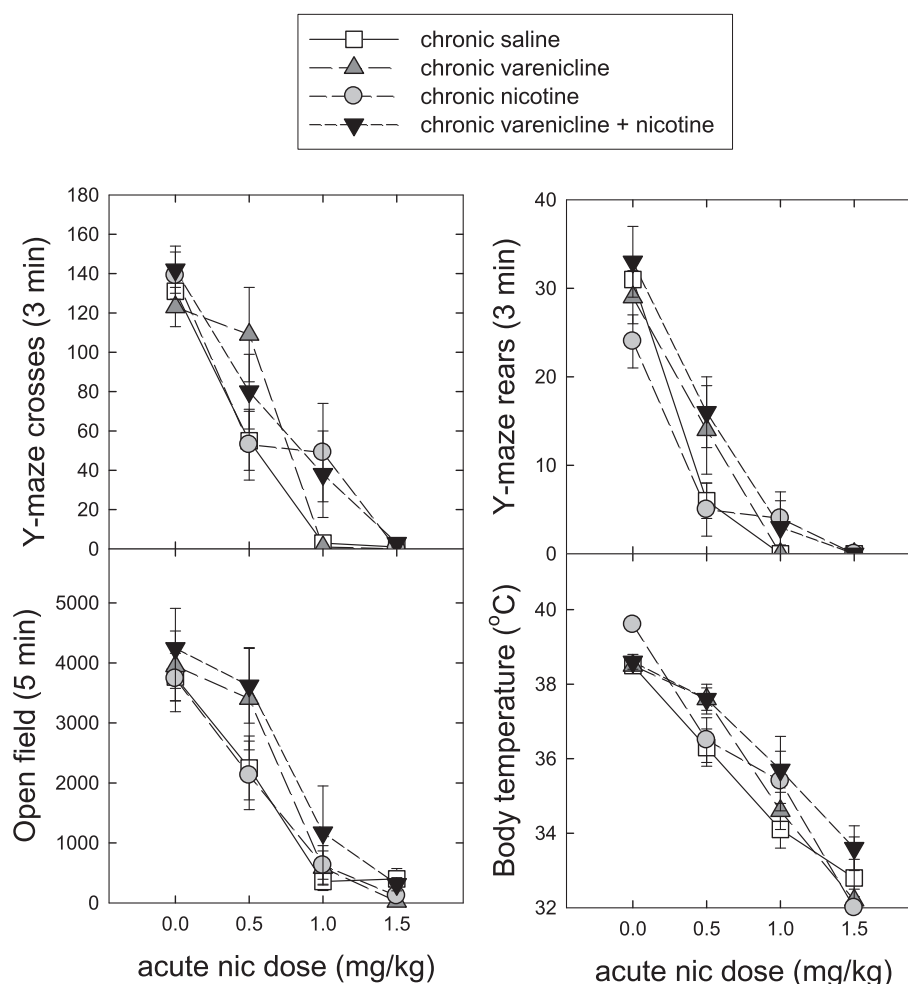 chronic saline
chronic varenicline
chronic nicotine
chronic varenicline + nicotine
Y-maze crosses (3 min)
180
160
140
120
100
80
60
40
20
0
Y-maze rears (3 min)
40
30
20
10
0
Open field (5 min)
5000
4000
3000
2000
1000
0
0.0 0.5 1.0 1.5
acute nic dose (mg/kg)
Body temperature (°C)
40
38
36
34
32
0.0 0.5 1.0 1.5
acute nic dose (mg/kg)